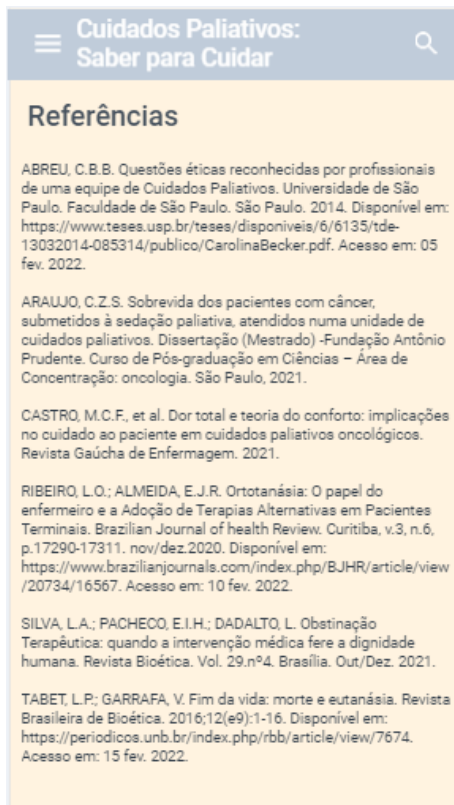 Cuidados Paliativos:
Saber para Cuidar
Referências
ABREU, C.B.B. Questões éticas reconhecidas por profissionais
de uma equipe de Cuidados Paliativos. Universidade de São
Paulo. Faculdade de São Paulo. São Paulo. 2014. Disponível em:
https://www.teses.usp.br/teses/disponiveis/6/6135/tde-
13032014-085314/publico/CarolinaBecker.pdf. Acesso em: 05
fev. 2022.
ARAUJO, C.Z.S. Sobrevida dos pacientes com câncer,
submetidos à sedação paliativa, atendidos numa unidade de
cuidados paliativos. Dissertação (Mestrado) -Fundação Antônio
Prudente. Curso de Pós-graduação em Ciências – Área de
Concentração: oncologia. São Paulo, 2021.
CASTRO, M.C.F., et al. Dor total e teoria do conforto: implicações
no cuidado ao paciente em cuidados paliativos oncológicos.
Revista Gaúcha de Enfermagem. 2021.
RIBEIRO, L.O.; ALMEIDA, E.J.R. Ortotanásia: O papel do
enfermeiro e a Adoção de Terapias Alternativas em Pacientes
Terminais. Brazilian Journal of health Review. Curitiba, v.3, n.6,
p.17290-17311. nov/dez.2020. Disponível em:
https://www.brazilianjournals.com/index.php/BJHR/article/view
/20734/16567. Acesso em: 10 fev. 2022.
SILVA, L.A.; PACHECO, E.I.H.; DADALTO, L. Obstinação
Terapêutica: quando a intervenção médica fere a dignidade
humana. Revista Bioética. Vol. 29.nº4. Brasília. Out/Dez. 2021.
TABET, L.P.; GARRAFA, V. Fim da vida: morte e eutanásia. Revista
Brasileira de Bioética. 2016;12(e9):1-16. Disponível em:
https://periodicos.unb.br/index.php/rbb/article/view/7674.
Acesso em: 15 fev. 2022.